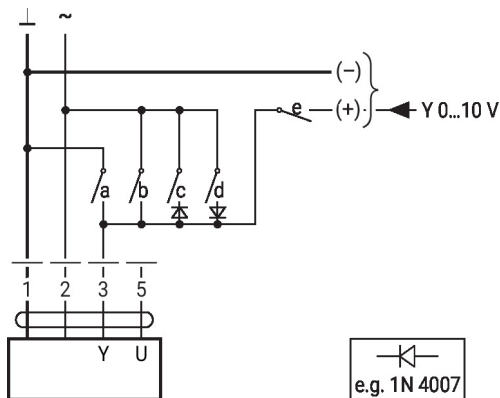 ⊥ ~
(−)
e (+) Y 0...10 V
a b c d
1 2 3 5
Y U
e.g. 1N 4007